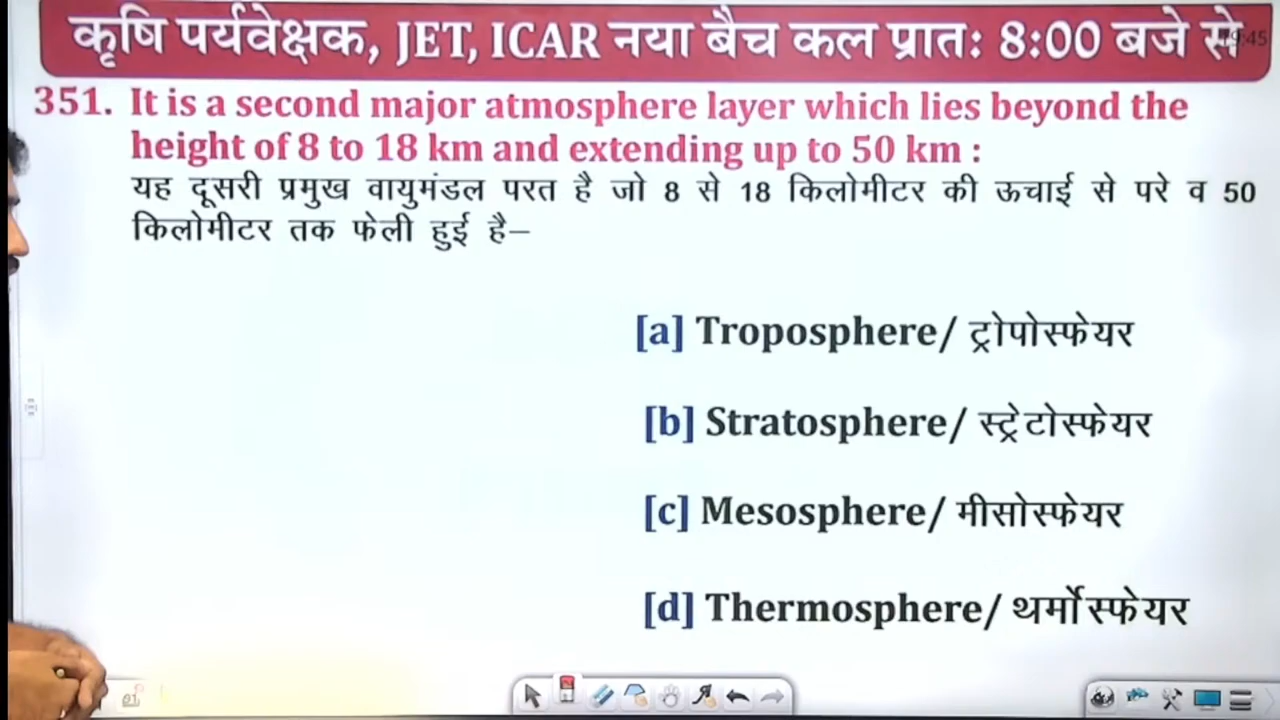 कृषि पर्यवेक्षक, JET, ICAR नया बैच कल प्रातः 8:00 बजे से
351. It is a second major atmosphere layer which lies beyond the
height of 8 to 18 km and extending up to 50 km :
यह दूसरी प्रमुख वायुमंडल परत है जो 8 से 18 किलोमीटर की ऊचाई से परे व 50
किलोमीटर तक फेली हुई है–
[a] Troposphere/ ट्रोपोस्फेयर
[b] Stratosphere/ स्ट्रेटोस्फेयर
[c] Mesosphere/ मीसोस्फेयर
[d] Thermosphere/ थर्मोस्फेयर